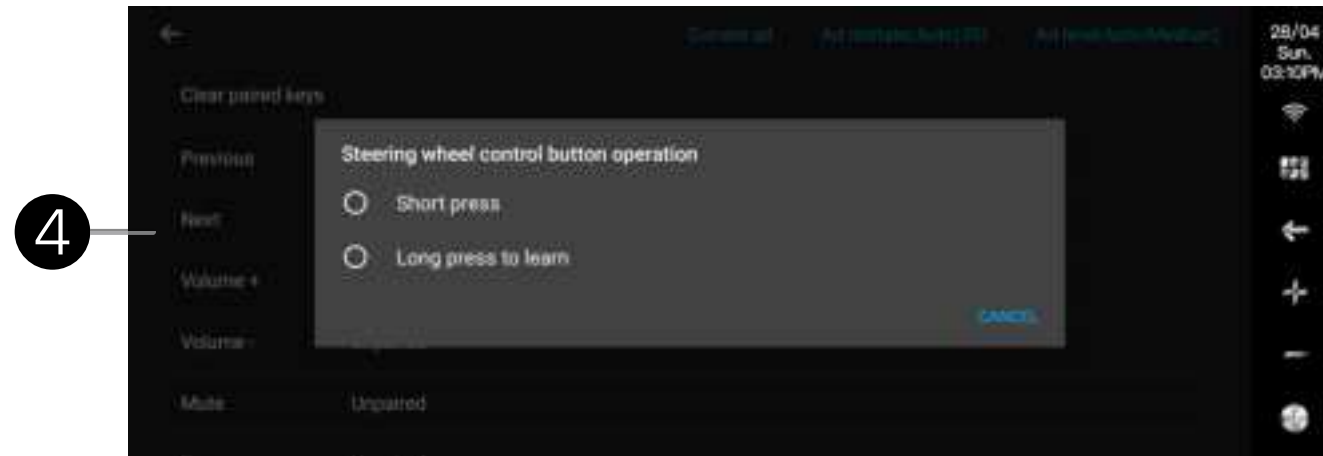 28/04
Sun.
03:10PM
Clear paired keys
Previous
Steering wheel control button operation
Short press
4
Next
Long press to learn
Volume +
CANCEL
Volume -
Mute
Unpaired